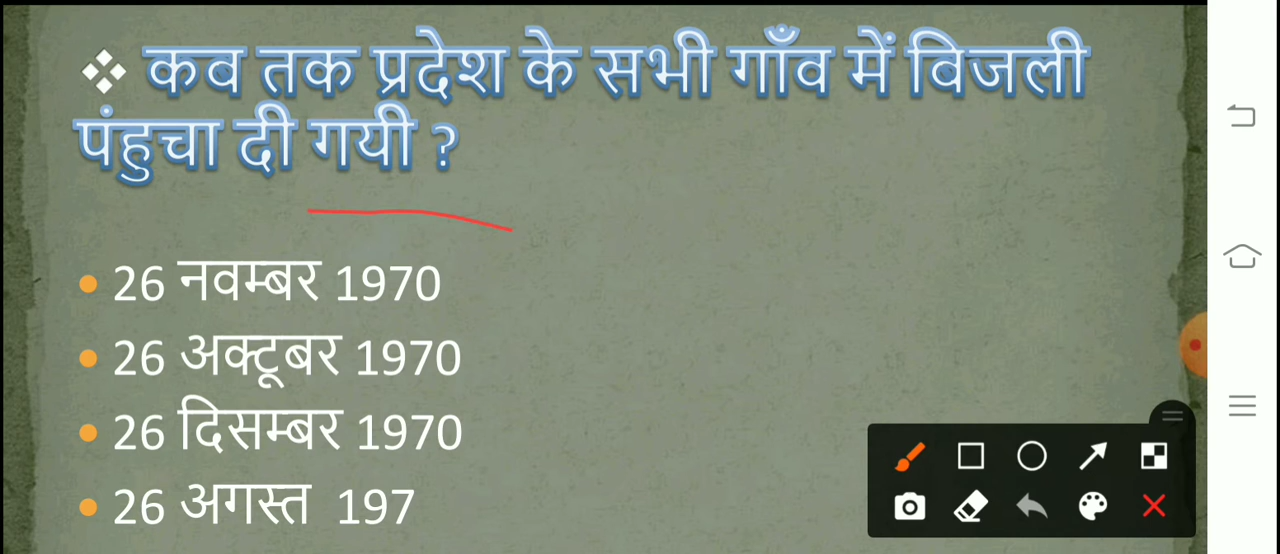 ❖ कव तक प्रदेश के सभी गाँव में विजली
पंहुचा दी गयी ?
• 26 नवम्बर 1970
• 26 अक्टूबर 1970
• 26 दिसम्बर 1970
• 26 अगस्त 197